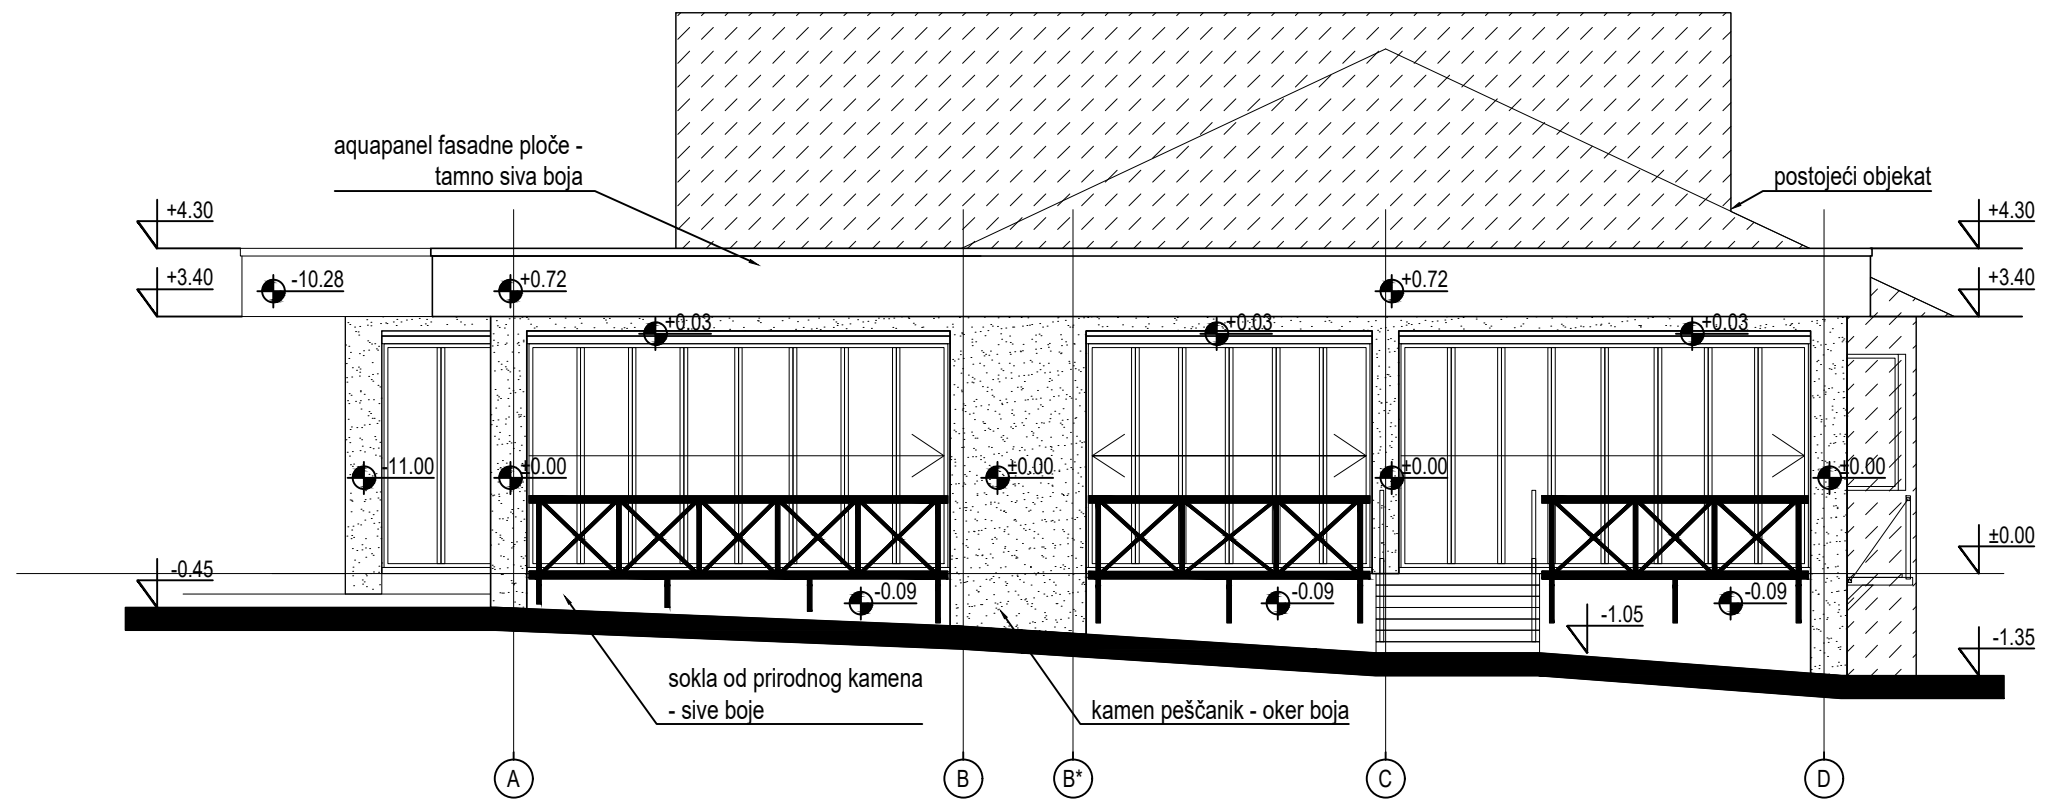 aquapanel fasadne ploče -
tamno siva boja
postojeći objekat
+4.30
+4.30
+3.40
-10.28
+0.72
+0.72
+3.40
+0.03
+0.03
+0.03
-11.00
±0.00
±0.00
±0.00
±0.00
±0.00
-0.45
-0.09
-0.09
-0.09
-1.05
-1.35
sokla od prirodnog kamena
- sive boje
kamen peščanik - oker boja
A
B
B*
C
D